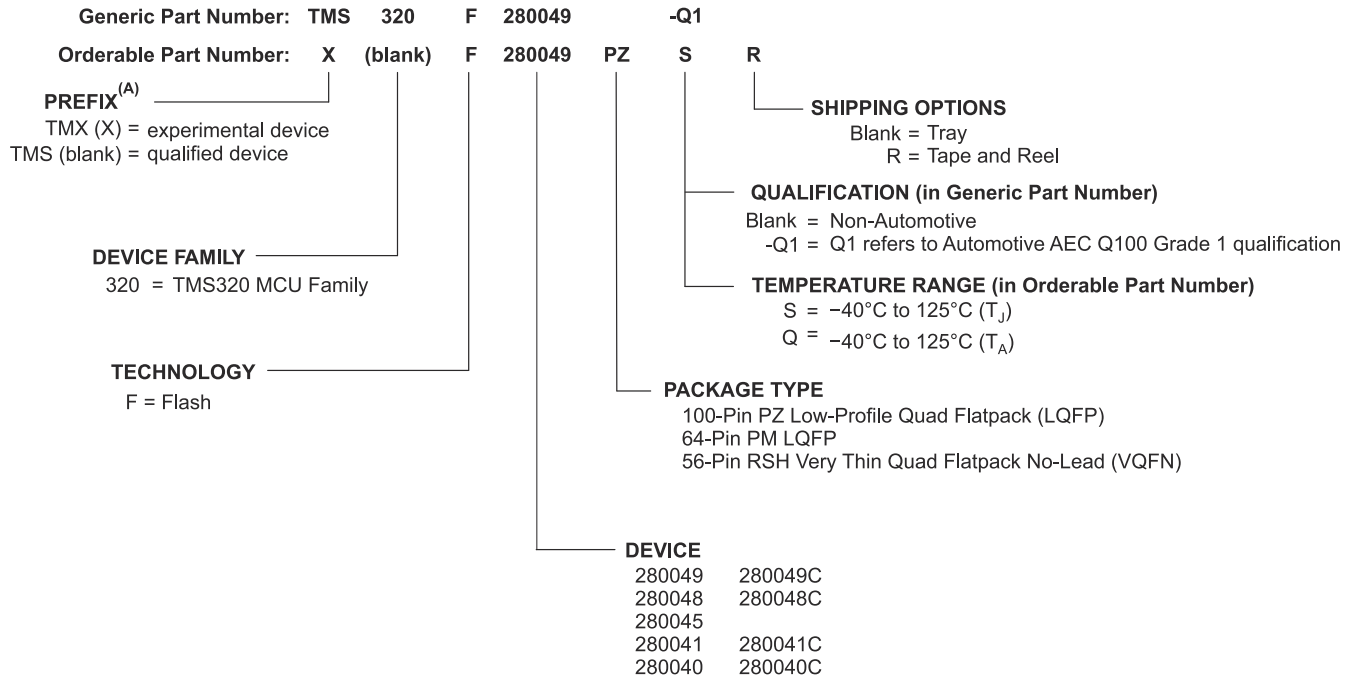 Generic Part Number: TMS 320 F 280049 -Q1
Orderable Part Number: X (blank) F 280049 PZ S R
PREFIX(A)
TMX (X) = experimental device
TMS (blank) = qualified device
SHIPPING OPTIONS
Blank = Tray
R = Tape and Reel
QUALIFICATION (in Generic Part Number)
Blank = Non-Automotive
-Q1 = Q1 refers to Automotive AEC Q100 Grade 1 qualification
DEVICE FAMILY
320 = TMS320 MCU Family
TEMPERATURE RANGE (in Orderable Part Number)
S = −40°C to 125°C (TJ)
Q = −40°C to 125°C (TA)
TECHNOLOGY
F = Flash
PACKAGE TYPE
100-Pin PZ Low-Profile Quad Flatpack (LQFP)
64-Pin PM LQFP
56-Pin RSH Very Thin Quad Flatpack No-Lead (VQFN)
DEVICE
280049 280049C
280048 280048C
280045
280041 280041C
280040 280040C